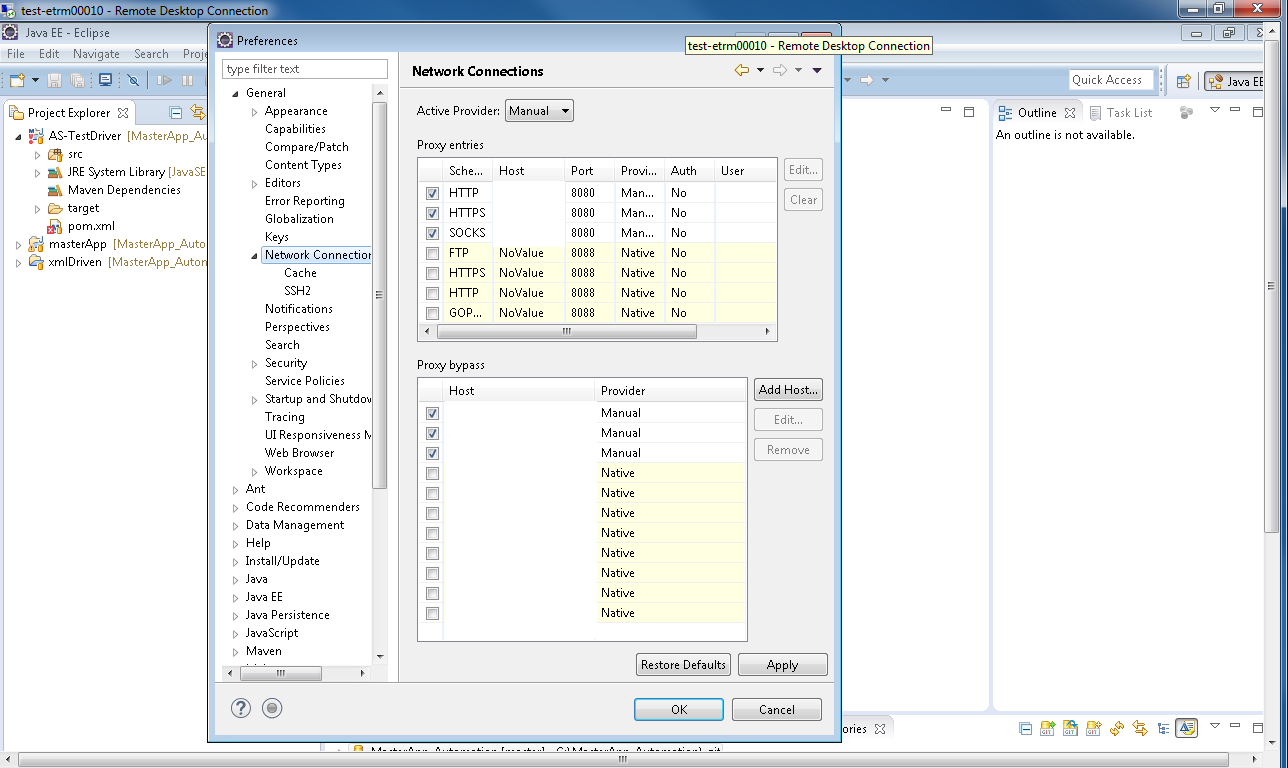 test-etrm00010 - Remote Desktop Connection
Java EE - Eclipse
File Edit Navigate Search Proj
Preferences
test-etrm00010 - Remote Desktop Connection
Quick Access
Java EE
Project Explorer
AS-TestDriver [MasterApp_Au
src
JRE System Library [JavaSE
Maven Dependencies
target
pom.xml
masterApp [MasterApp_Auto
xmlDriven [MasterApp_Auton
type filter text
General
Appearance
Capabilities
Compare/Patch
Content Types
Editors
Error Reporting
Globalization
Keys
Network Connection
Cache
SSH2
Notifications
Perspectives
Search
Security
Service Policies
Startup and Shutdov
Tracing
UI Responsiveness M
Web Browser
Workspace
Ant
Code Recommenders
Data Management
Help
Install/Update
Java
Java EE
Java Persistence
JavaScript
Maven
Network Connections
Active Provider: Manual
Proxy entries
Sche... Host Port Provi... Auth User
HTTP 8080 Man... No
HTTPS 8080 Man... No
SOCKS 8080 Man... No
FTP NoValue 8088 Native No
HTTPS NoValue 8088 Native No
HTTP NoValue 8088 Native No
GOP... NoValue 8088 Native No
Edit...
Clear
Proxy bypass
Host Provider
Manual
Manual
Manual
Native
Native
Native
Native
Native
Native
Native
Native
Add Host...
Edit...
Remove
Restore Defaults Apply
OK Cancel
Outline Task List
An outline is not available.
ories
MasterApp_Automation [master] - C:\MasterApp_Automation\.git